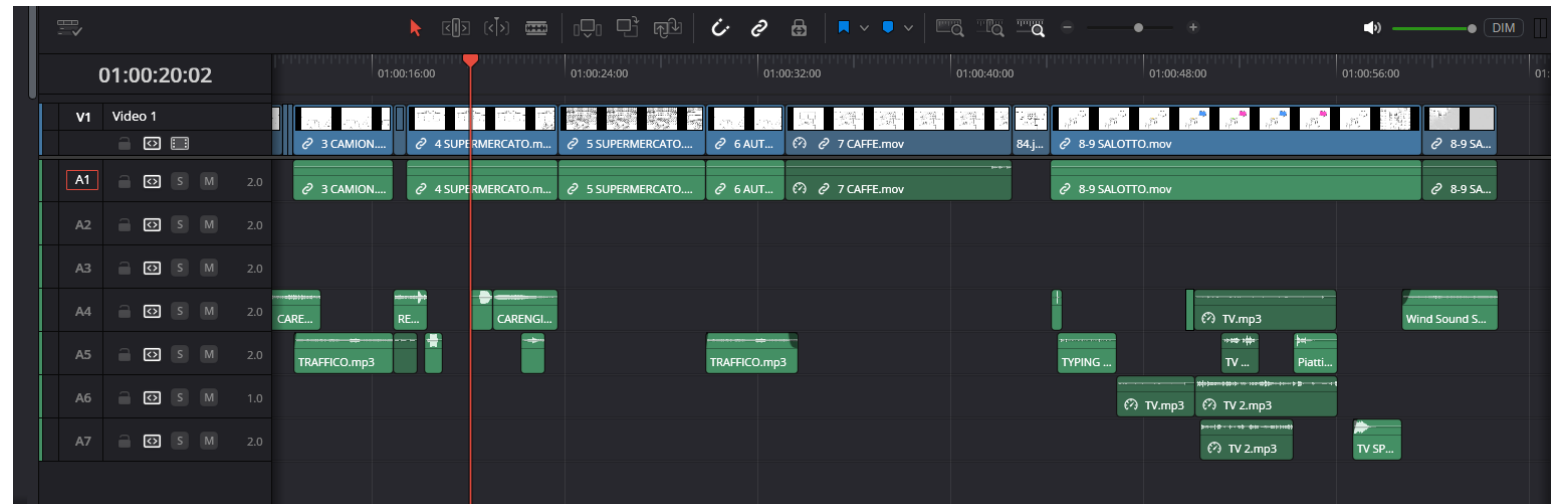 DIM
01:00:20:02
01:00:16:00
01:00:24:00
01:00:32:00
01:00:40:00
01:00:48:00
01:00:56:00
01:
V1 Video 1
3 CAMION....
4 SUPERMERCATO.m...
5 SUPERMERCATO....
6 AUT...
7 CAFFE.mov
84.j...
8-9 SALOTTO.mov
8-9 SA...
A1 S M 2.0
3 CAMION....
4 SUPERMERCATO.m...
5 SUPERMERCATO....
6 AUT...
7 CAFFE.mov
8-9 SALOTTO.mov
8-9 SA...
A2 S M 2.0
A3 S M 2.0
A4 S M 2.0
CARE...
RE...
CARENGI...
TV.mp3
Wind Sound S...
A5 S M 2.0
TRAFFICO.mp3
TRAFFICO.mp3
TYPING ...
TV ...
Piatti...
A6 S M 1.0
TV.mp3
TV 2.mp3
A7 S M 2.0
TV 2.mp3
TV SP...